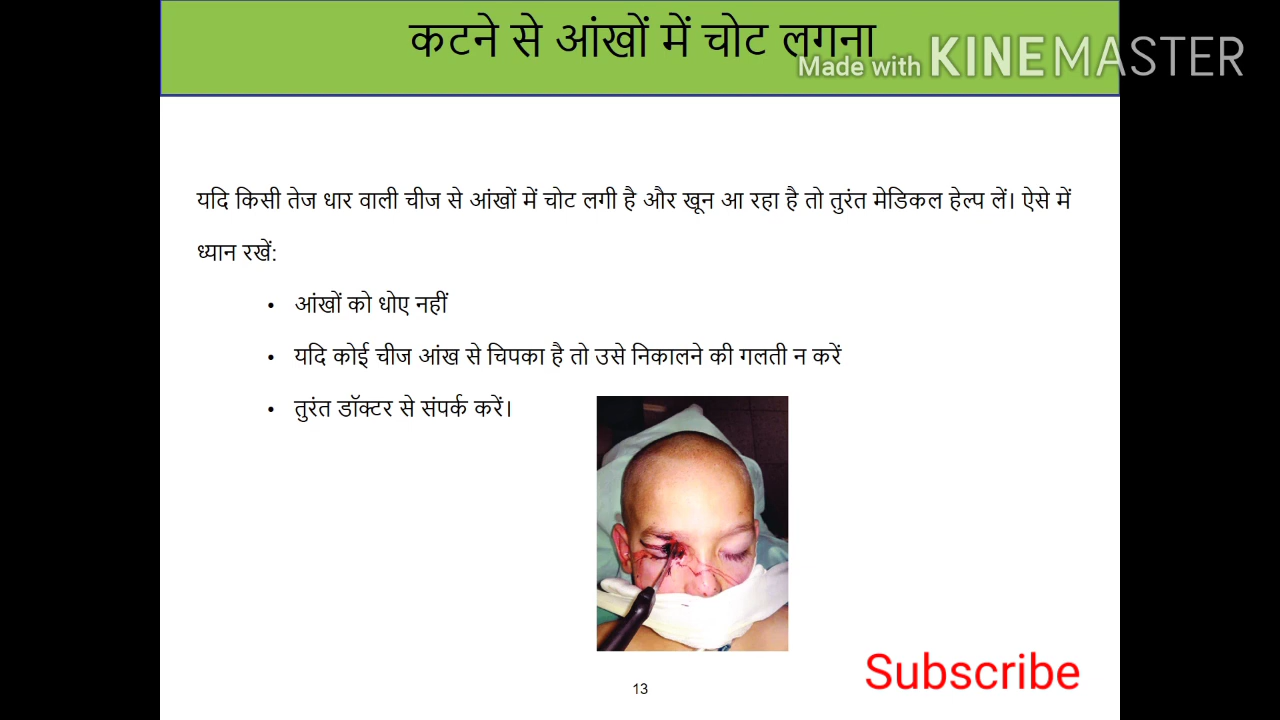 कटने से आंखों में चोट लगना
Made with KINEMASTER
यदि किसी तेज धार वाली चीज से आंखों में चोट लगी है और खून आ रहा है तो तुरंत मेडिकल हेल्प लें। ऐसे में
ध्यान रखें:
• आंखों को धोए नहीं
• यदि कोई चीज आंख से चिपका है तो उसे निकालने की गलती न करें
• तुरंत डॉक्टर से संपर्क करें।
Subscribe
13